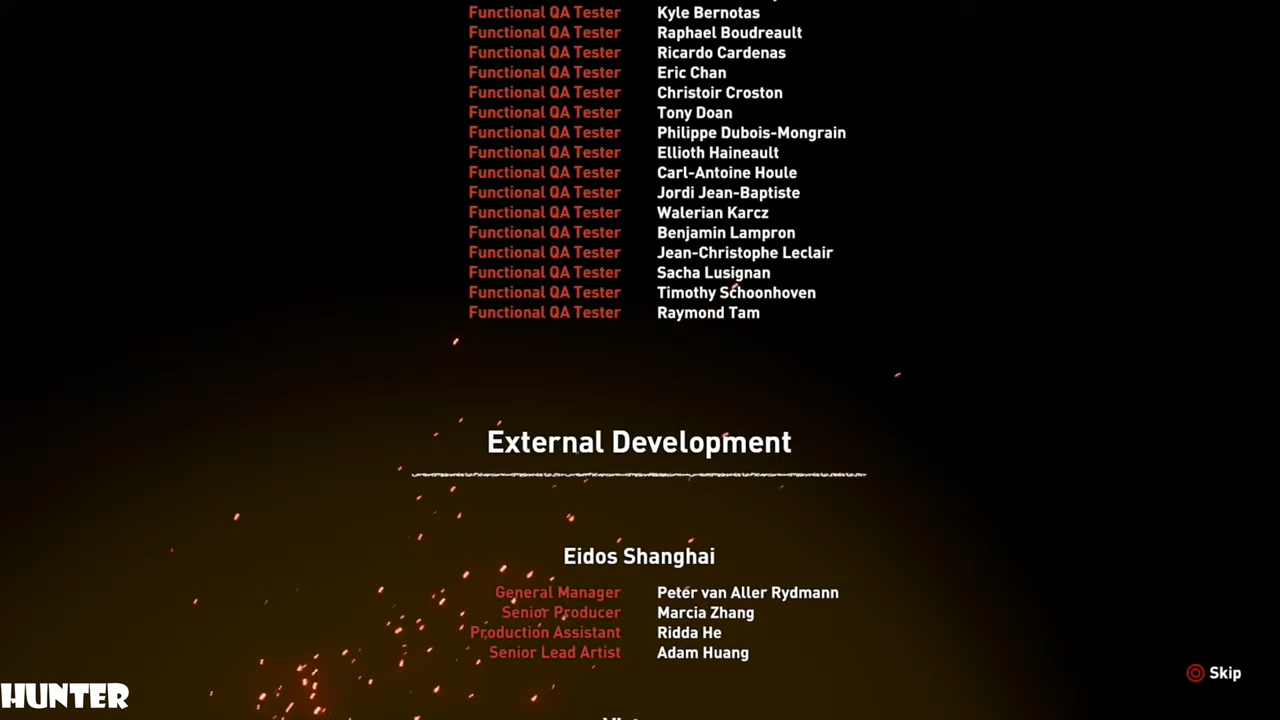 Functional QA Tester Kyle Bernotas
Functional QA Tester Raphael Boudreault
Functional QA Tester Ricardo Cardenas
Functional QA Tester Eric Chan
Functional QA Tester Christoir Croston
Functional QA Tester Tony Doan
Functional QA Tester Philippe Dubois-Mongrain
Functional QA Tester Ellioth Haineault
Functional QA Tester Carl-Antoine Houle
Functional QA Tester Jordi Jean-Baptiste
Functional QA Tester Walerian Karcz
Functional QA Tester Benjamin Lampron
Functional QA Tester Jean-Christophe Leclair
Functional QA Tester Sacha Lusignan
Functional QA Tester Timothy Schoonhoven
Functional QA Tester Raymond Tam
External Development
Eidos Shanghai
General Manager Peter van Aller Rydmann
Senior Producer Marcia Zhang
Production Assistant Ridda He
Senior Lead Artist Adam Huang
Skip
HUNTER